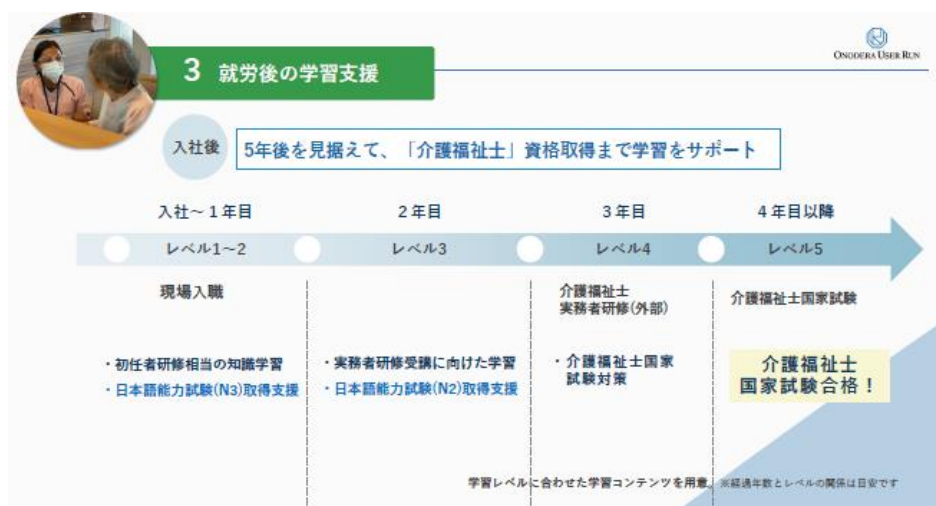 3 就労後の学習支援
ONODERA USER RUN
入社後
5年後を見据えて、「介護福祉士」資格取得まで学習をサポート
入社～1年目
2年目
3年目
4年目以降
レベル1～2
レベル3
レベル4
レベル5
現場入職
介護福祉士
実務者研修(外部)
介護福祉士国家試験
・初任者研修相当の知識学習
・日本語能力試験(N3)取得支援
・実務者研修受講に向けた学習
・日本語能力試験(N2)取得支援
・介護福祉士国家
試験対策
介護福祉士
国家試験合格！
学習レベルに合わせた学習コンテンツを用意。※経過年数とレベルの関係は目安です